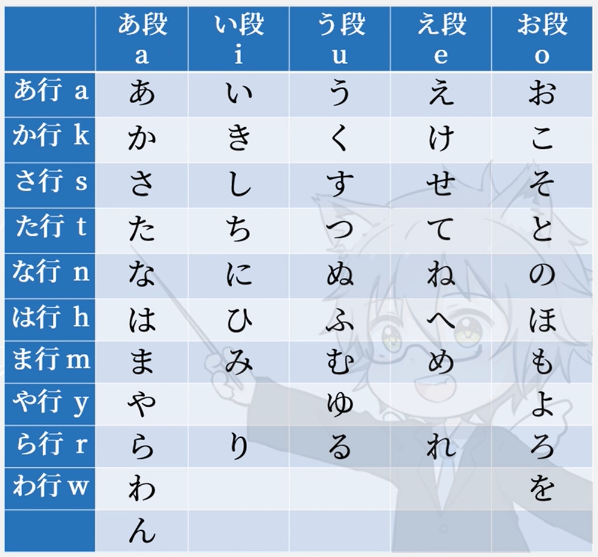 あ段 い段 う段 え段 お段
a i u e o
あ行 a あ い う え お
か行 k か き く け こ
さ行 s さ し す せ そ
た行 t た ち つ て と
な行 n な に ぬ ね の
は行 h は ひ ふ へ ほ
ま行 m ま み む め も
や行 y や ゆ よ
ら行 r ら り る れ ろ
わ行 w わ を
ん